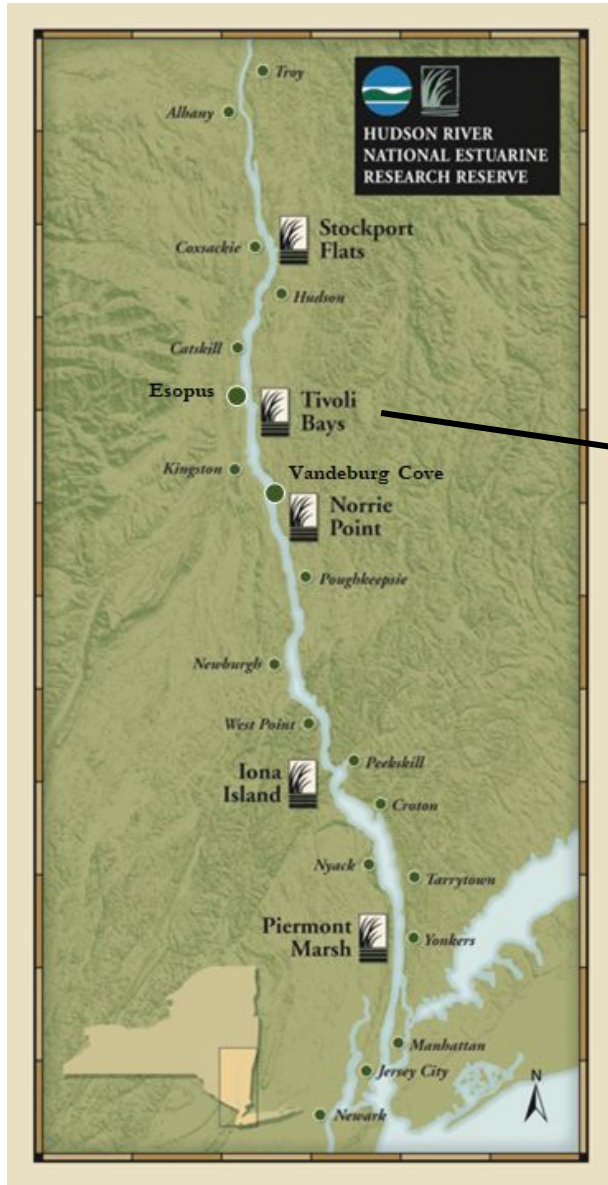 Troy
HUDSON RIVER
NATIONAL ESTUARINE
RESEARCH RESERVE
Albany
Stockport
Flats
Coxsackie
Hudson
Catskill
Esopus
Tivoli
Bays
Kingston
Vandeburg Cove
Norrie
Point
Poughkeepsie
Newburgh
West Point
Peekskill
Iona
Island
Croton
Nyack
Tarrytown
Piermont
Marsh
Yonkers
Manhattan
Jersey City
N
Newark